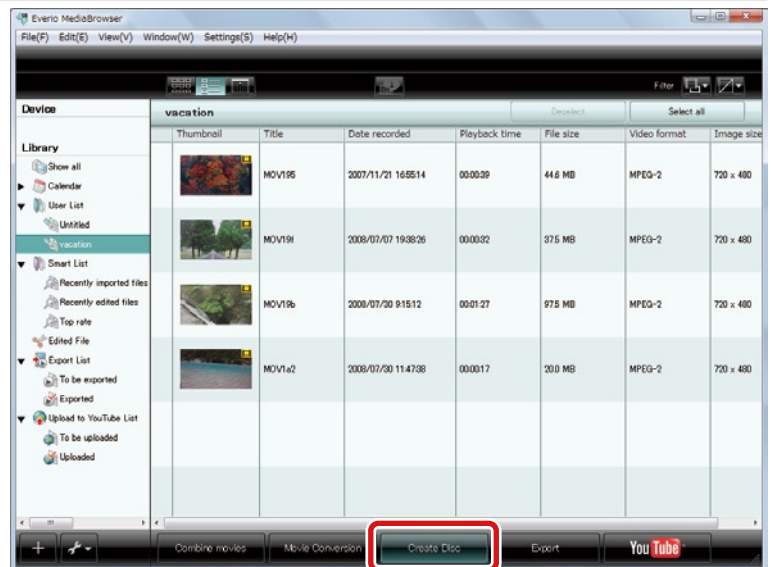 Everio MediaBrowser
File(F) Edit(E) View(V) Window(W) Settings(S) Help(H)
Filter
Device
vacation
Deselect
Select all
Thumbnail Title Date recorded Playback time File size Video format Image size
Library
Show all
Calendar
User List
Untitled
vacation
Smart List
Recently imported files
Recently edited files
Top rate
Edited File
Export List
To be exported
Exported
Upload to YouTube List
To be uploaded
Uploaded
MOV195 2007/11/21 16:55:14 00:00:39 44.6 MB MPEG-2 720 x 480
MOV19f 2008/07/07 19:38:26 00:00:32 37.5 MB MPEG-2 720 x 480
MOV19b 2008/07/30 9:15:12 00:01:27 97.5 MB MPEG-2 720 x 480
MOV1a2 2008/07/30 11:47:38 00:00:17 20.0 MB MPEG-2 720 x 480
Combine movies
Movie Conversion
Create Disc
Export
YouTube